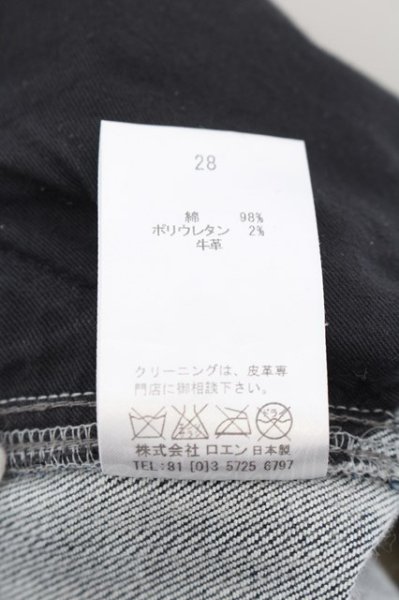 28
綿 98%
ポリウレタン 2%
牛革
クリーニングは、皮革専
門店に御相談下さい。
株式会社 ロエン 日本製
TEL:81 [0]3 5725 6797